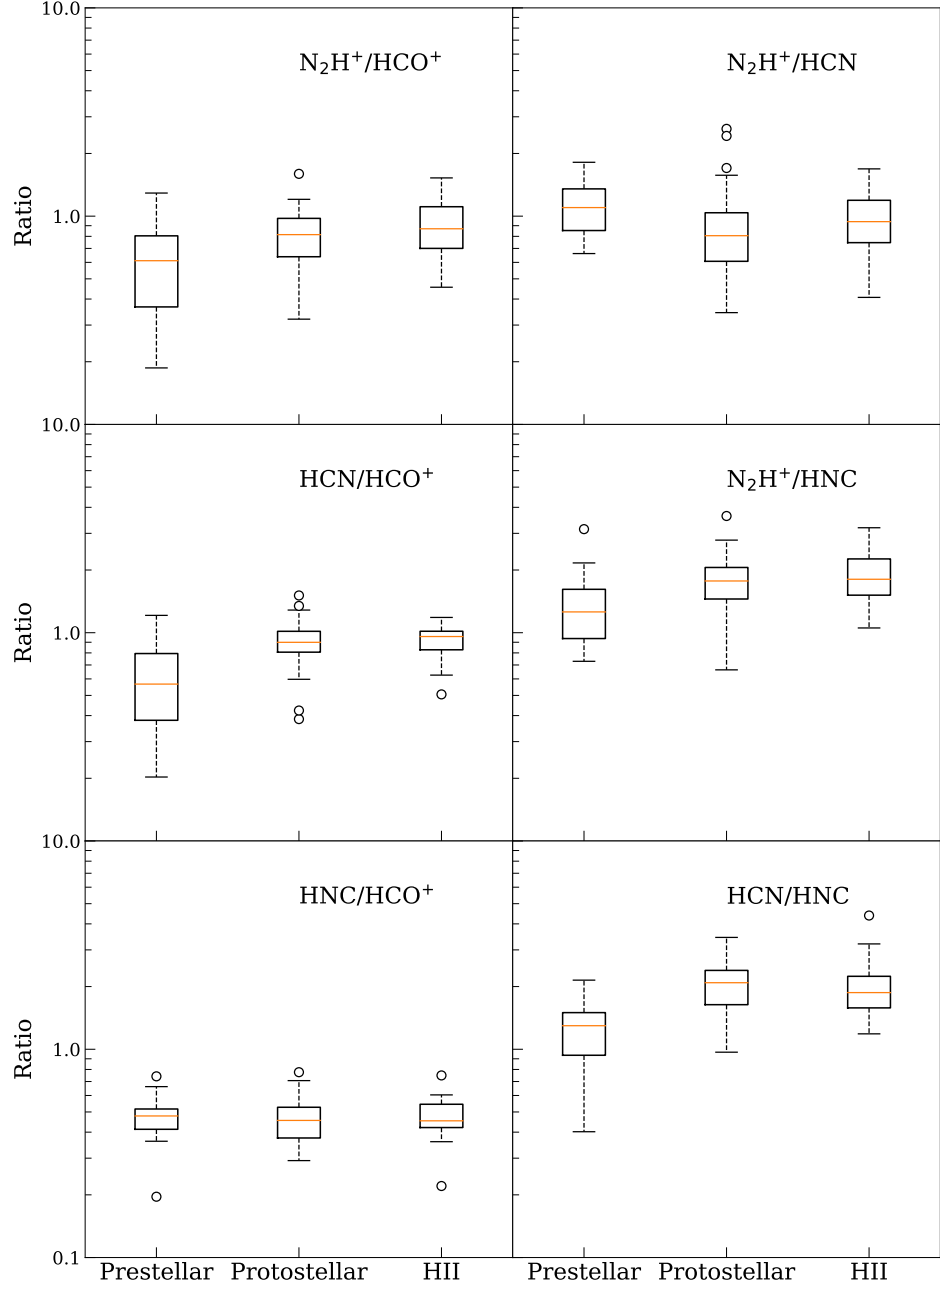 10.0
N₂H⁺/HCO⁺
N₂H⁺/HCN
Ratio
1.0
10.0
HCN/HCO⁺
N₂H⁺/HNC
Ratio
1.0
10.0
HNC/HCO⁺
HCN/HNC
Ratio
1.0
0.1
Prestellar Protostellar HII Prestellar Protostellar HII